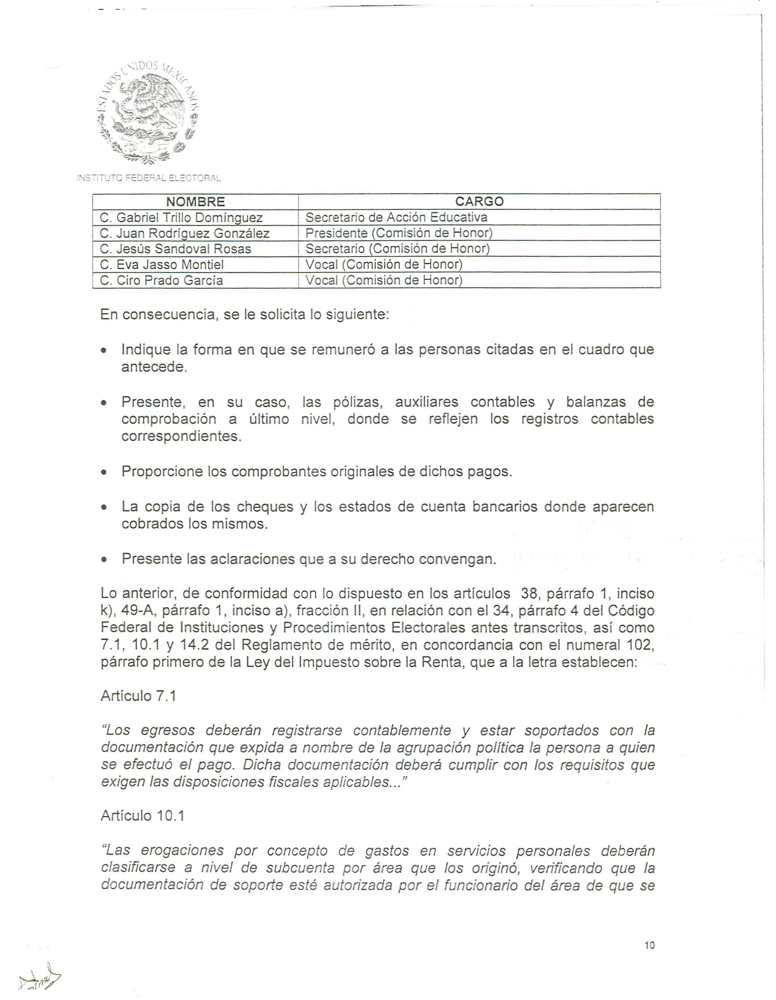 ESTADOS UNIDOS MEXICANOS
INSTITUTO FEDERAL ELECTORAL
NOMBRE CARGO
C. Gabriel Trillo Domínguez Secretario de Acción Educativa
C. Juan Rodríguez González Presidente (Comisión de Honor)
C. Jesús Sandoval Rosas Secretario (Comisión de Honor)
C. Eva Jasso Montiel Vocal (Comisión de Honor)
C. Ciro Prado García Vocal (Comisión de Honor)
En consecuencia, se le solicita lo siguiente:
• Indique la forma en que se remuneró a las personas citadas en el cuadro que
antecede.
• Presente, en su caso, las pólizas, auxiliares contables y balanzas de
comprobación a último nivel, donde se reflejen los registros contables
correspondientes.
• Proporcione los comprobantes originales de dichos pagos.
• La copia de los cheques y los estados de cuenta bancarios donde aparecen
cobrados los mismos.
• Presente las aclaraciones que a su derecho convengan.
Lo anterior, de conformidad con lo dispuesto en los artículos 38, párrafo 1, inciso
k), 49-A, párrafo 1, inciso a), fracción II, en relación con el 34, párrafo 4 del Código
Federal de Instituciones y Procedimientos Electorales antes transcritos, así como
7.1, 10.1 y 14.2 del Reglamento de mérito, en concordancia con el numeral 102,
párrafo primero de la Ley del Impuesto sobre la Renta, que a la letra establecen:
Artículo 7.1
“Los egresos deberán registrarse contablemente y estar soportados con la
documentación que expida a nombre de la agrupación política la persona a quien
se efectuó el pago. Dicha documentación deberá cumplir con los requisitos que
exigen las disposiciones fiscales aplicables...”
Artículo 10.1
“Las erogaciones por concepto de gastos en servicios personales deberán
clasificarse a nivel de subcuenta por área que los originó, verificando que la
documentación de soporte esté autorizada por el funcionario del área de que se
10